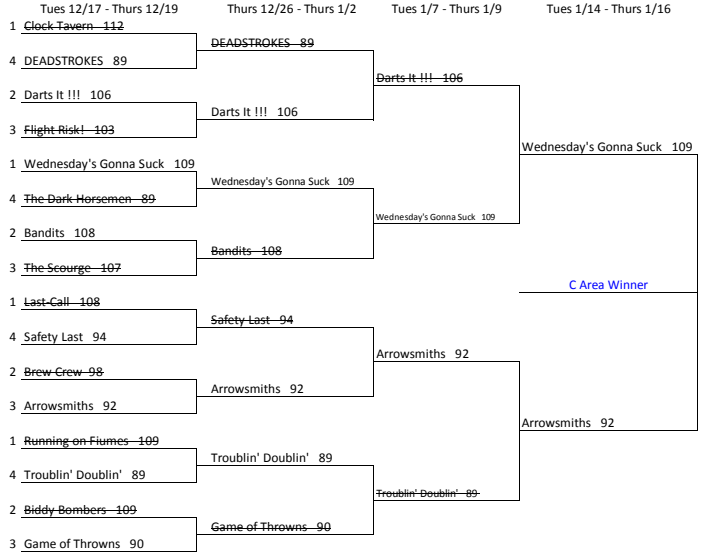 Tues 12/17 - Thurs 12/19 Thurs 12/26 - Thurs 1/2 Tues 1/7 - Thurs 1/9 Tues 1/14 - Thurs 1/16
1 Clock Tavern 112
DEADSTROKES 89
4 DEADSTROKES 89
Darts It !!! 106
2 Darts It !!! 106
Darts It !!! 106
3 Flight Risk! 103
Wednesday's Gonna Suck 109
1 Wednesday's Gonna Suck 109
Wednesday's Gonna Suck 109
4 The Dark Horsemen 89
Wednesday's Gonna Suck 109
2 Bandits 108
Bandits 108
3 The Scourge 107
C Area Winner
1 Last Call 108
Safety Last 94
4 Safety Last 94
Arrowsmiths 92
2 Brew Crew 98
Arrowsmiths 92
3 Arrowsmiths 92
Arrowsmiths 92
1 Running on Fiumes 109
Troublin' Doublin' 89
4 Troublin' Doublin' 89
Troublin' Doublin' 89
2 Biddy Bombers 109
Game of Throwns 90
3 Game of Throwns 90